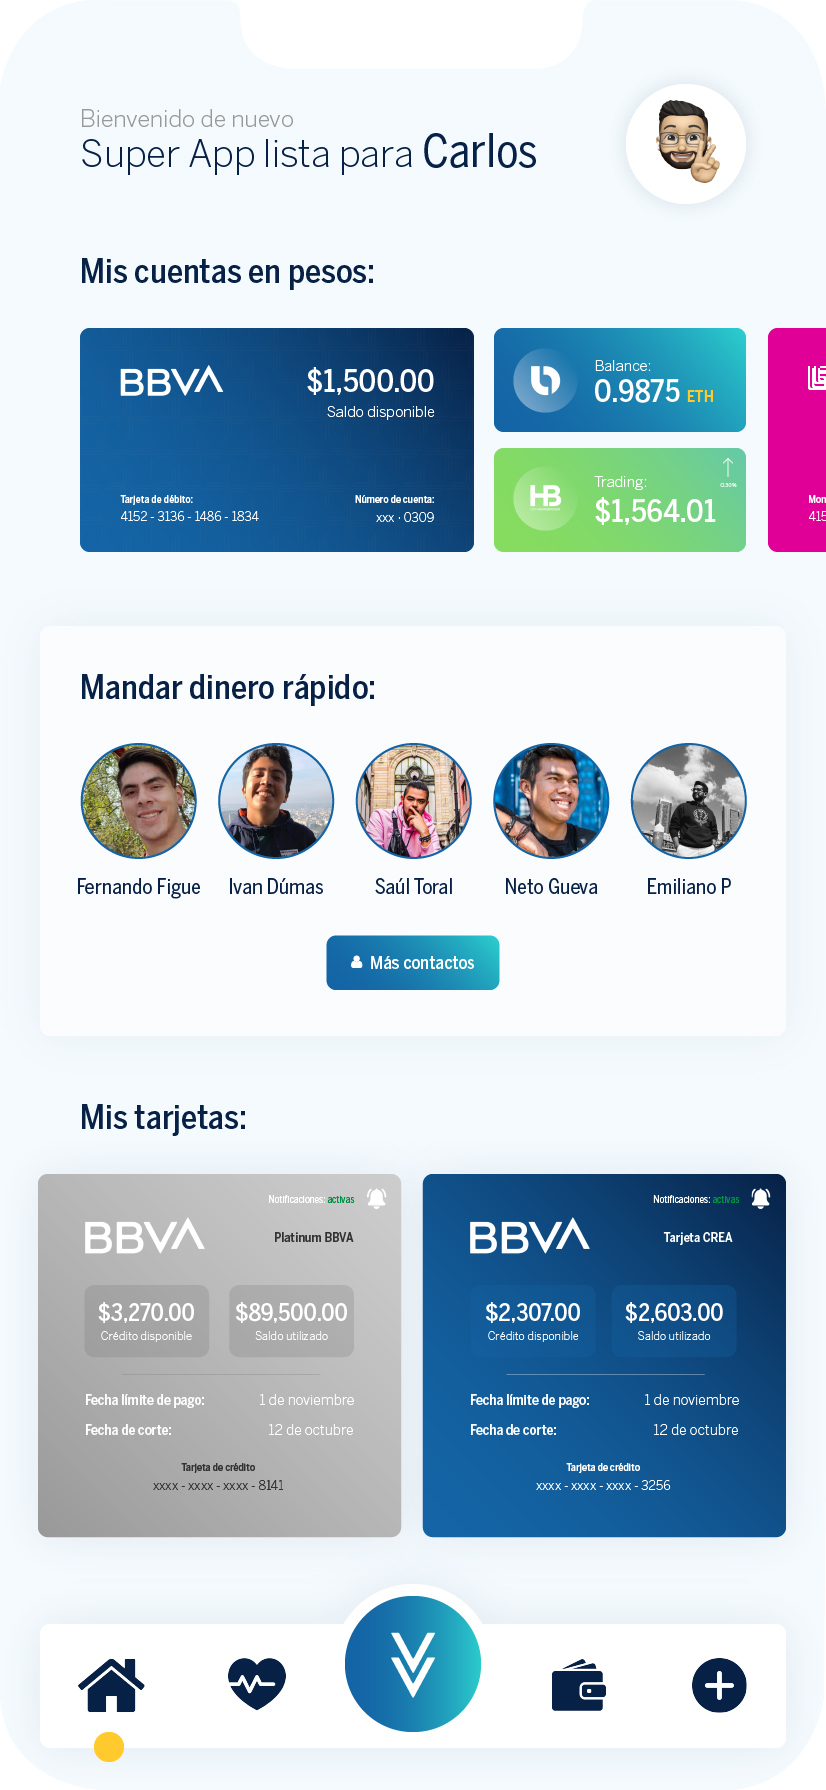 Bienvenido de nuevo
Super App lista para Carlos
Mis cuentas en pesos:
BBVA
$1,500.00
Saldo disponible
Tarjeta de débito:
4152 - 3136 - 1486 - 1834
Número de cuenta:
xxx · 0309
Balance:
0.9875 ETH
HB
Trading:
$1,564.01
0.30%
Mon
415
Mandar dinero rápido:
Fernando Figue
Ivan Dúmas
Saúl Toral
Neto Gueva
Emiliano P
Más contactos
Mis tarjetas:
Notificaciones: activas
BBVA
Platinum BBVA
$3,270.00
Crédito disponible
$89,500.00
Saldo utilizado
Fecha límite de pago:
1 de noviembre
Fecha de corte:
12 de octubre
Tarjeta de crédito
xxxx - xxxx - xxxx - 8141
Notificaciones: activas
BBVA
Tarjeta CREA
$2,307.00
Crédito disponible
$2,603.00
Saldo utilizado
Fecha límite de pago:
1 de noviembre
Fecha de corte:
12 de octubre
Tarjeta de crédito
xxxx - xxxx - xxxx - 3256